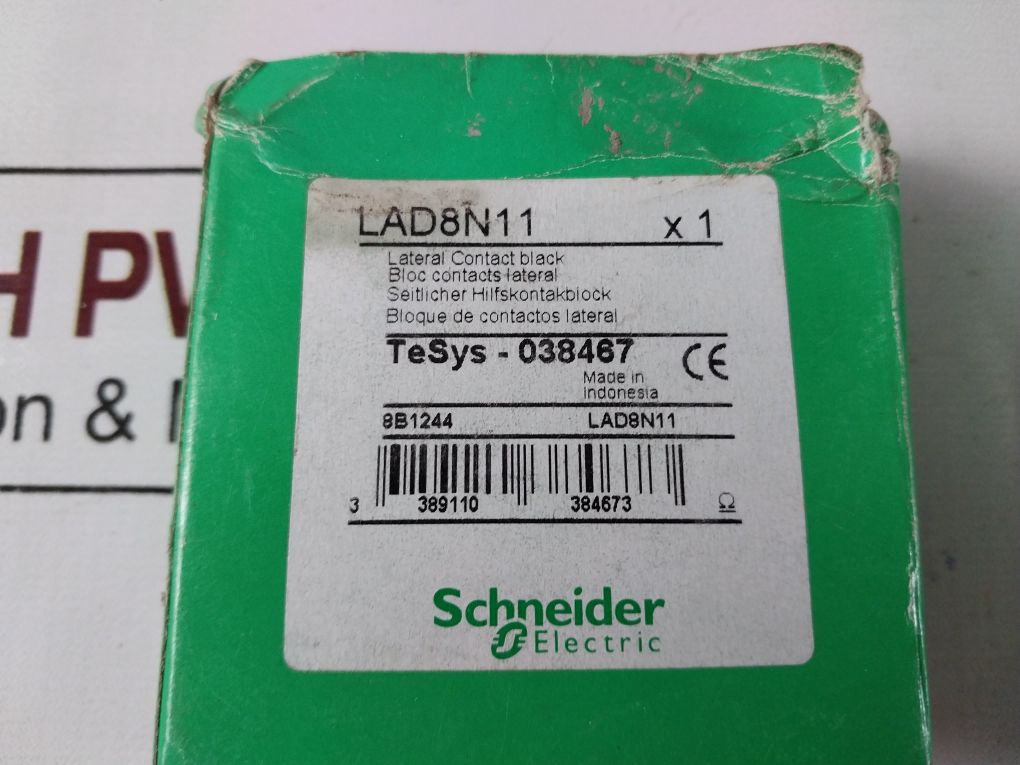 LAD8N11 x 1
Lateral Contact black
Bloc contacts lateral
Seitlicher Hilfskontakblock
Bloque de contactos lateral
TeSys - 038467 CE
Made in
Indonesia
8B1244 LAD8N11
3 389110 384673 Ω
Schneider
Electric
H PV
on &